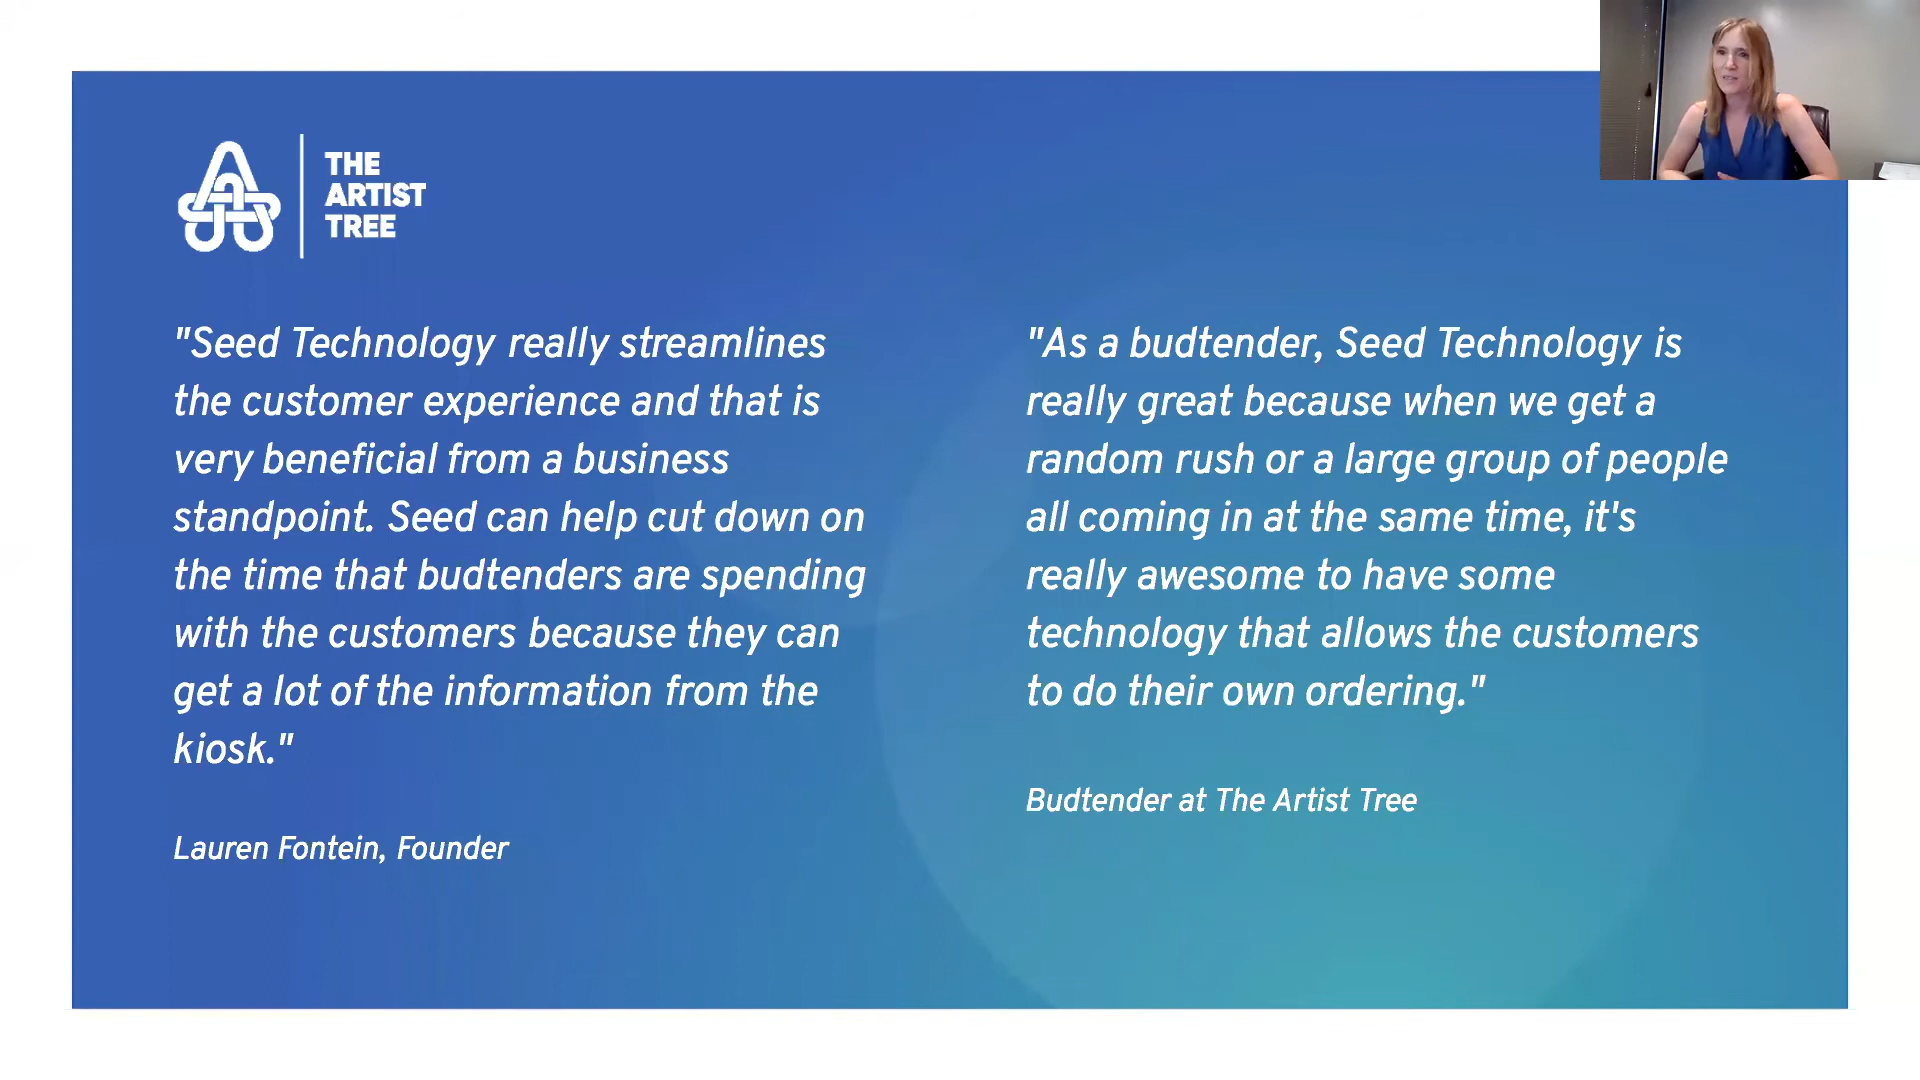 THE
ARTIST
TREE
"Seed Technology really streamlines
the customer experience and that is
very beneficial from a business
standpoint. Seed can help cut down on
the time that budtenders are spending
with the customers because they can
get a lot of the information from the
kiosk."
Lauren Fontein, Founder
"As a budtender, Seed Technology is
really great because when we get a
random rush or a large group of people
all coming in at the same time, it's
really awesome to have some
technology that allows the customers
to do their own ordering."
Budtender at The Artist Tree